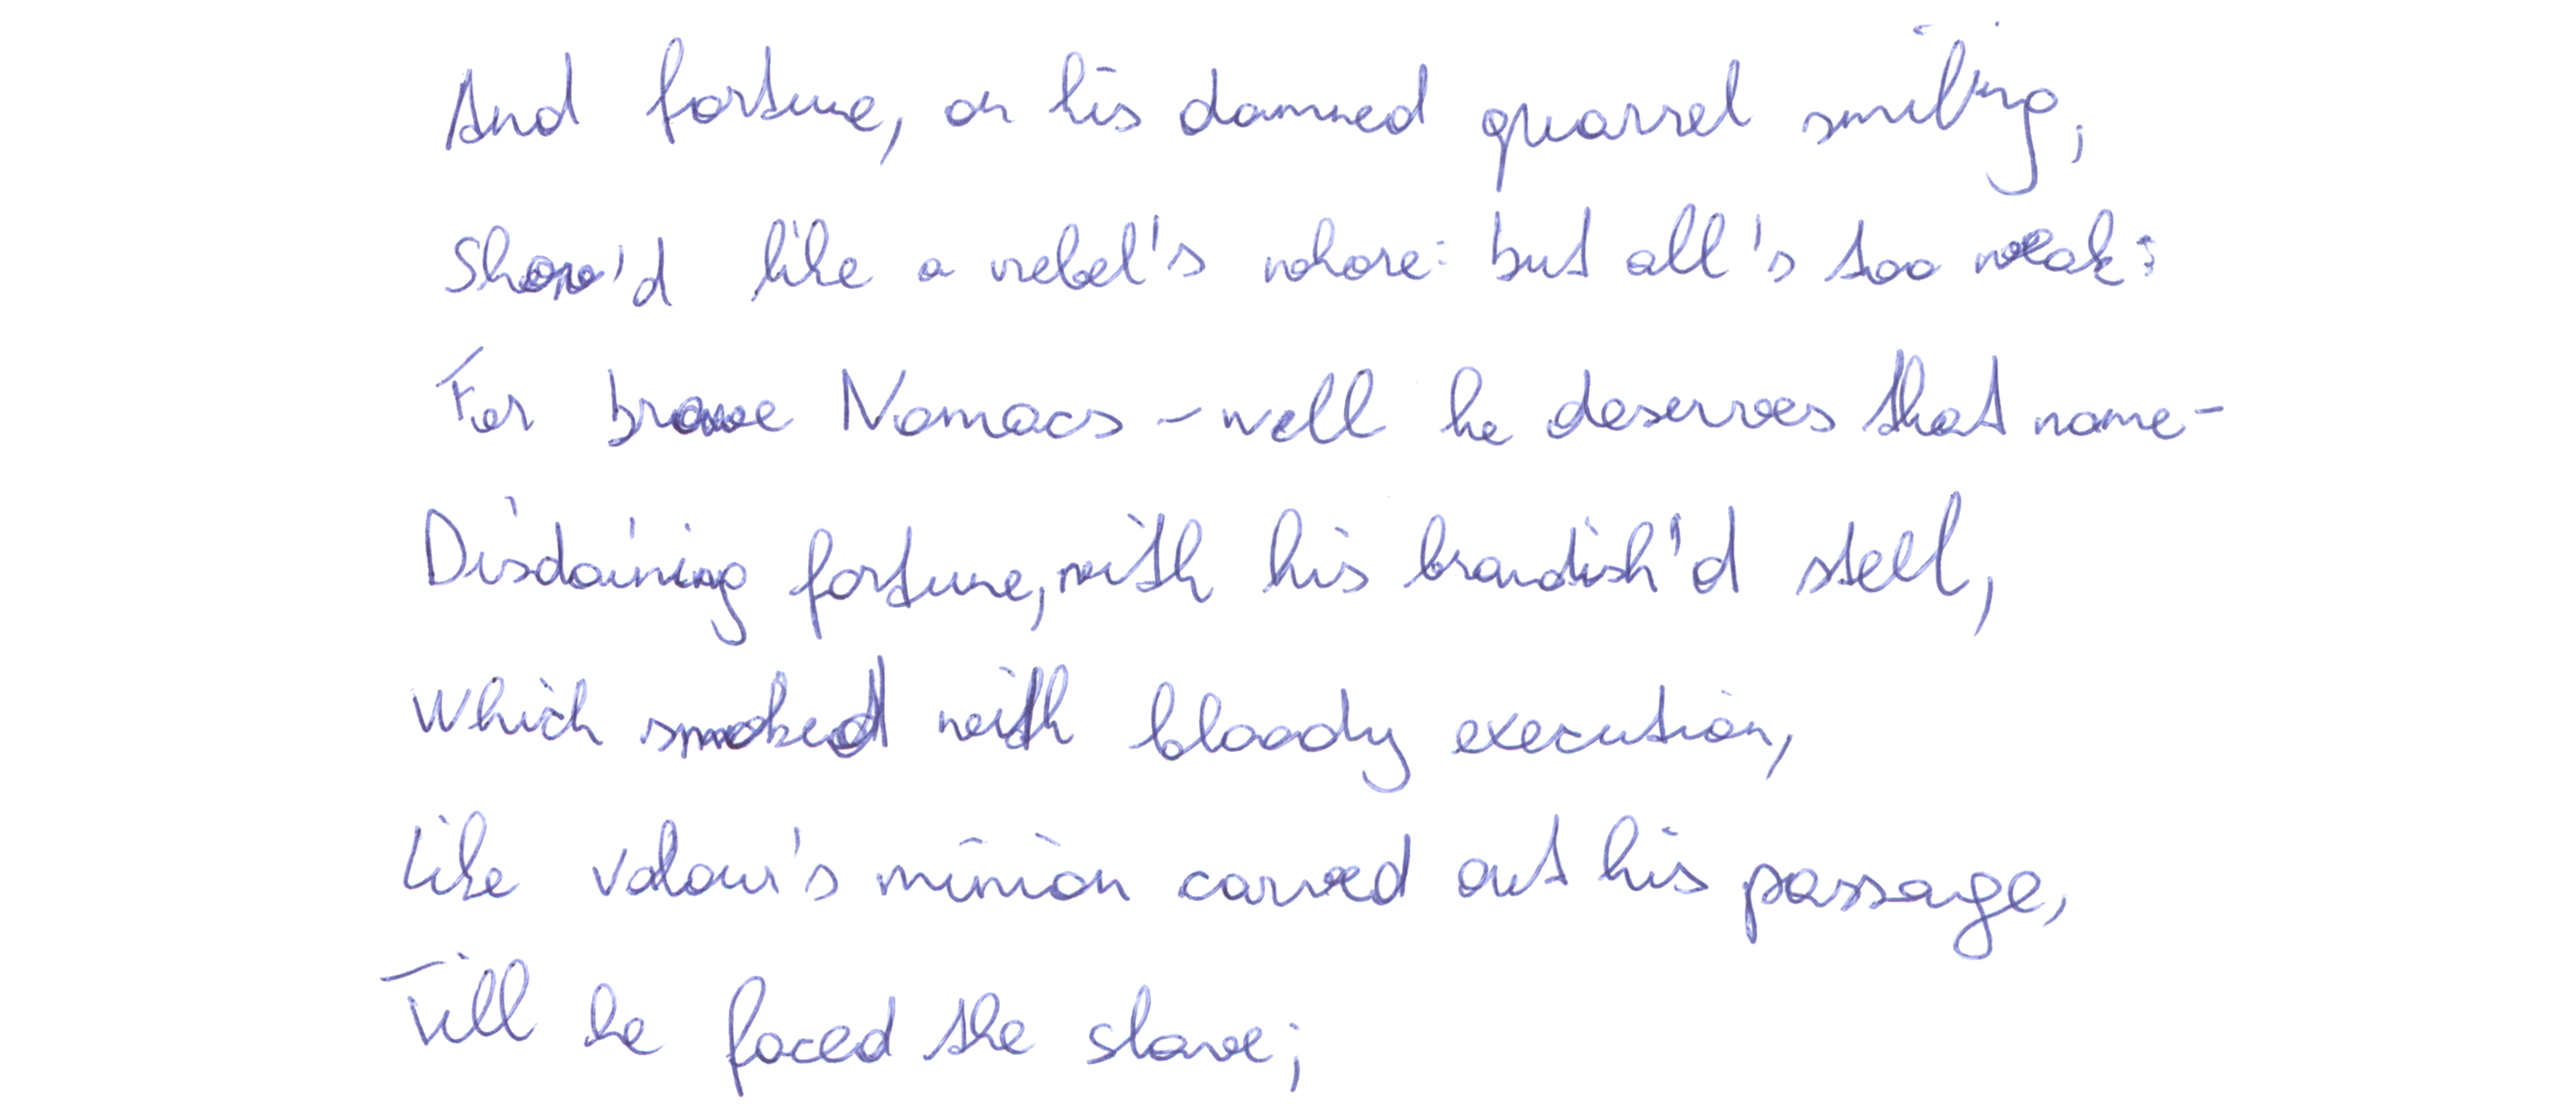 And fortune, on his damned quarrel smiling,
Show'd like a rebel's whore: but all's too weak:
For brave Nomacs - well he deserves that name -
Disdaining fortune, with his brandish'd steel,
Which smoked with bloody execution,
Like valour's minion carved out his passage,
Till he faced the slave;